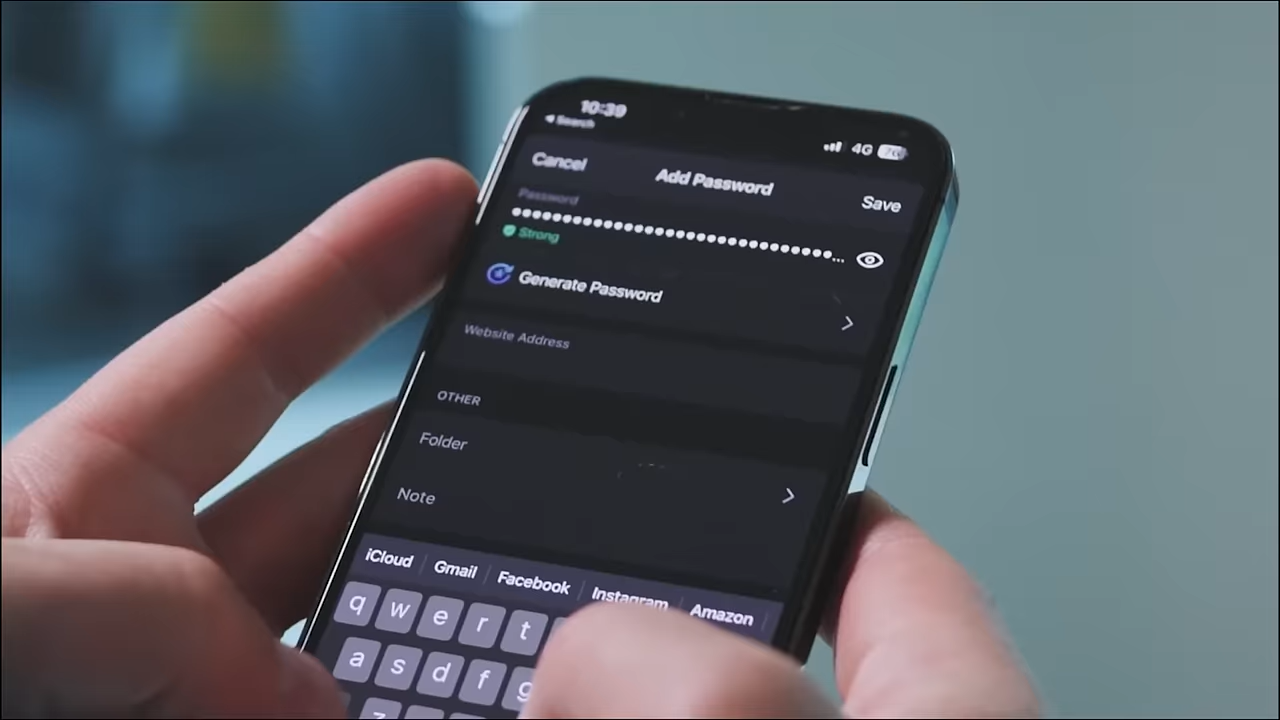 10:39
Search
4G 76
Cancel
Add Password
Save
Password
Strong
Generate Password
Website Address
OTHER
Folder
Note
iCloud
Gmail
Facebook
Instagram
Amazon
q w e r t
a s d f g
z